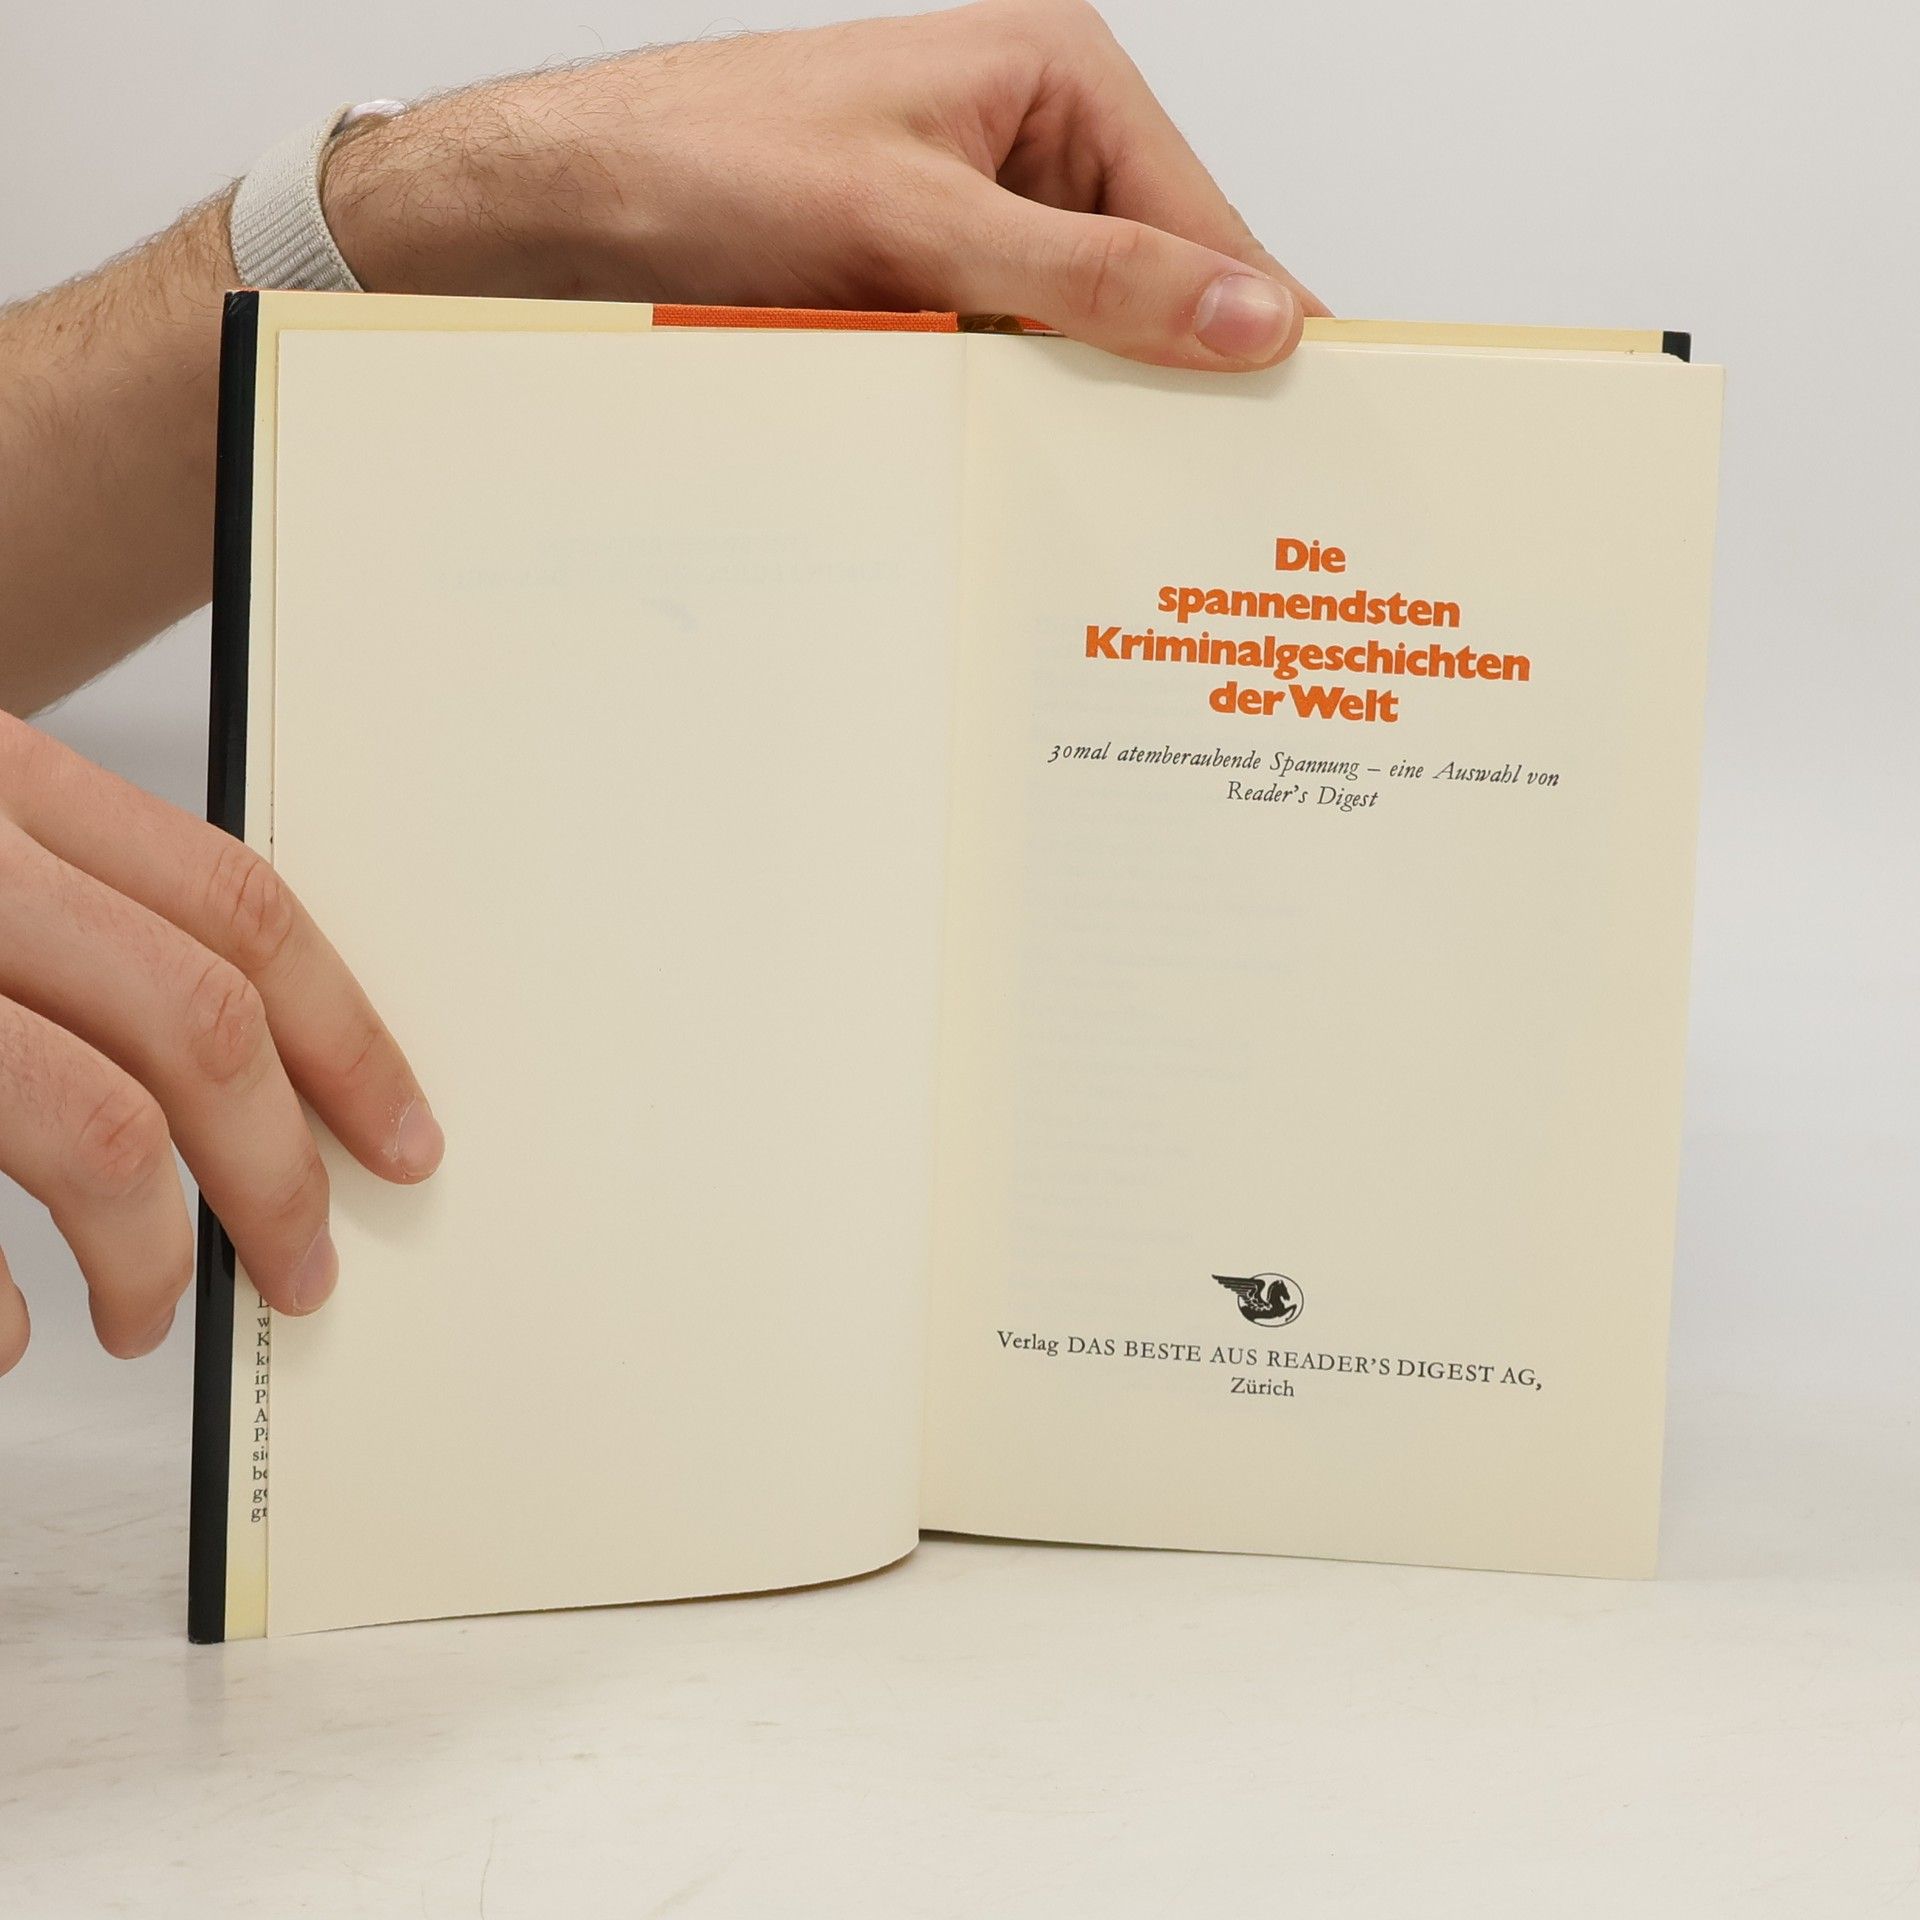 Die
spannendsten
Kriminalgeschichten
der Welt
30mal atemberaubende Spannung – eine Auswahl von
Reader's Digest
Verlag DAS BESTE AUS READER'S DIGEST AG,
Zürich